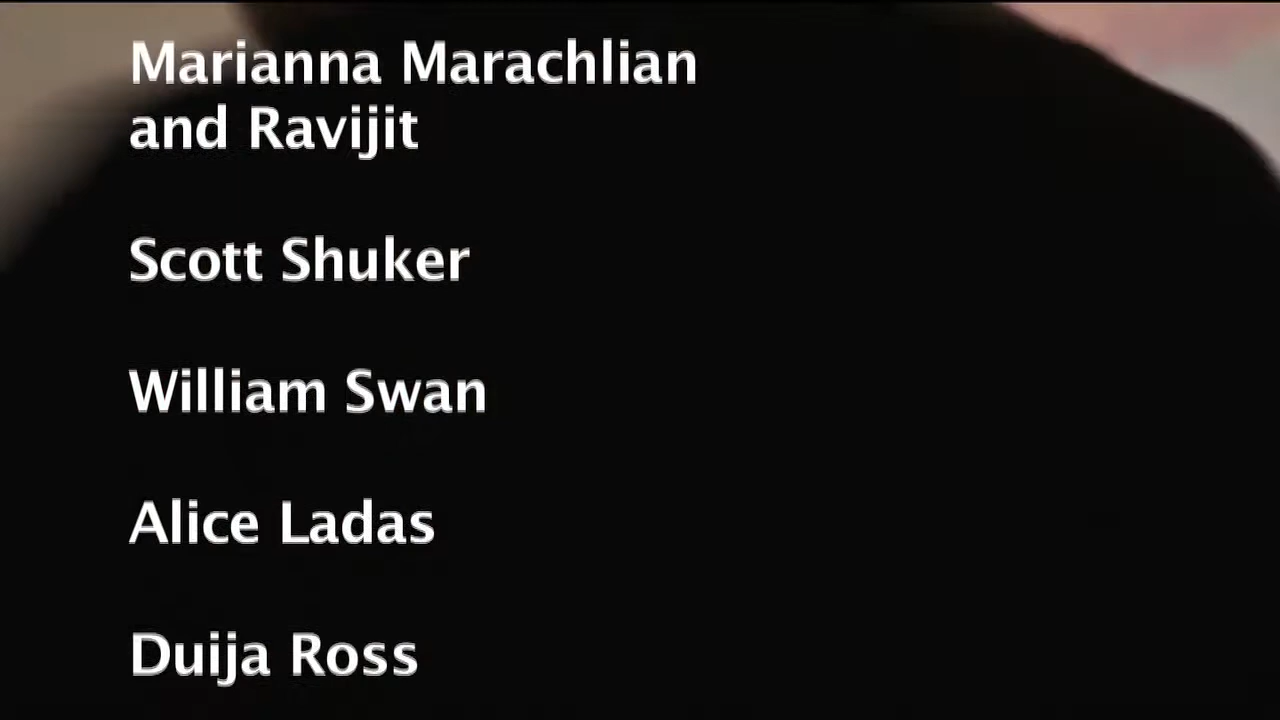 Marianna Marachlian
and Ravijit
Scott Shuker
William Swan
Alice Ladas
Duija Ross